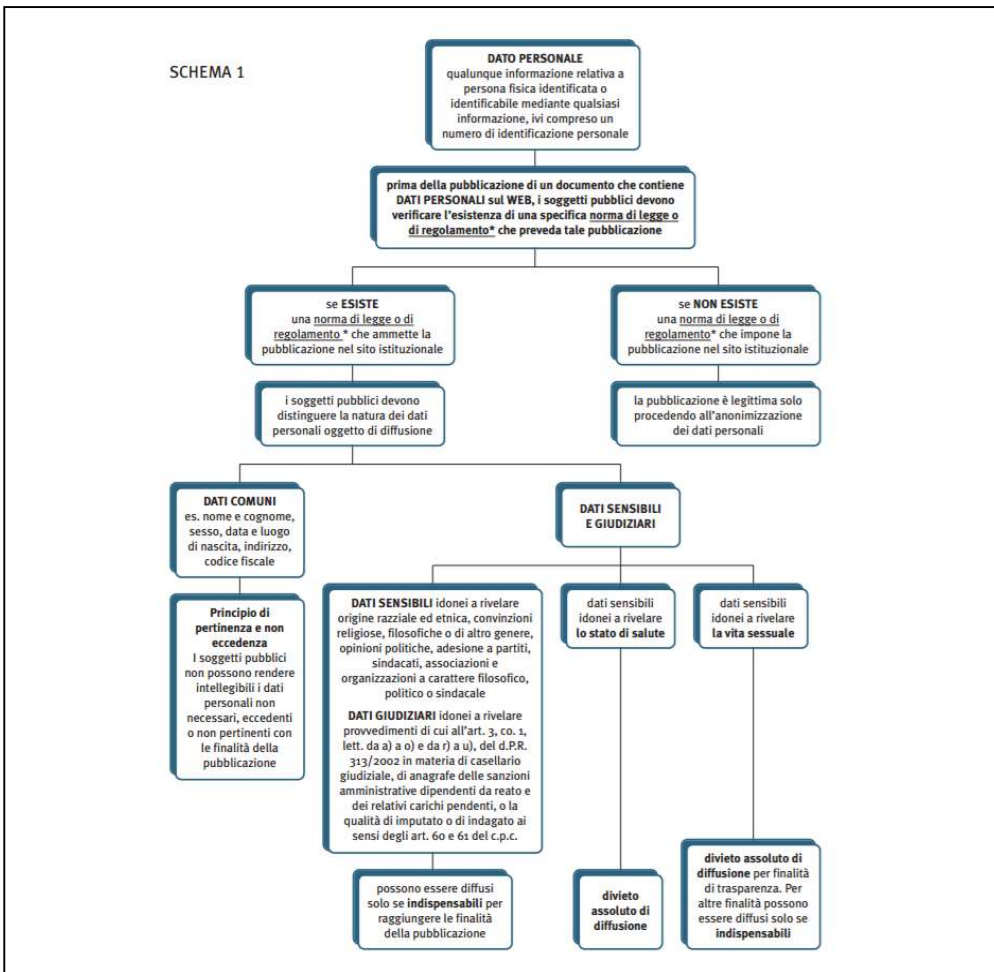 SCHEMA 1
DATO PERSONALE
qualunque informazione relativa a
persona fisica identificata o
identificabile mediante qualsiasi
informazione, ivi compreso un
numero di identificazione personale
prima della pubblicazione di un documento che contiene
DATI PERSONALI sul WEB, i soggetti pubblici devono
verificare l'esistenza di una specifica norma di legge o
di regolamento* che preveda tale pubblicazione
se ESISTE
una norma di legge o di
regolamento * che ammette la
pubblicazione nel sito istituzionale
se NON ESISTE
una norma di legge o di
regolamento* che impone la
pubblicazione nel sito istituzionale
i soggetti pubblici devono
distinguere la natura dei dati
personali oggetto di diffusione
la pubblicazione è legittima solo
procedendo all'anonimizzazione
dei dati personali
DATI COMUNI
es. nome e cognome,
sesso, data e luogo
di nascita, indirizzo,
codice fiscale
DATI SENSIBILI
E GIUDIZIARI
Principio di
pertinenza e non
eccedenza
I soggetti pubblici
non possono rendere
intellegibili i dati
personali non
necessari, eccedenti
o non pertinenti con
le finalità della
pubblicazione
DATI SENSIBILI idonei a rivelare
origine razziale ed etnica, convinzioni
religiose, filosofiche o di altro genere,
opinioni politiche, adesione a partiti,
sindacati, associazioni e
organizzazioni a carattere filosofico,
politico o sindacale
DATI GIUDIZIARI idonei a rivelare
provvedimenti di cui all'art. 3, co. 1,
lett. da a) a o) e da r) a u), del d.P.R.
313/2002 in materia di casellario
giudiziale, di anagrafe delle sanzioni
amministrative dipendenti da reato e
dei relativi carichi pendenti, o la
qualità di imputato o di indagato ai
sensi degli art. 60 e 61 del c.p.c.
dati sensibili
idonei a rivelare
lo stato di salute
dati sensibili
idonei a rivelare
la vita sessuale
possono essere diffusi
solo se indispensabili per
raggiungere le finalità
della pubblicazione
divieto
assoluto di
diffusione
divieto assoluto di
diffusione per finalità
di trasparenza. Per
altre finalità possono
essere diffusi solo se
indispensabili